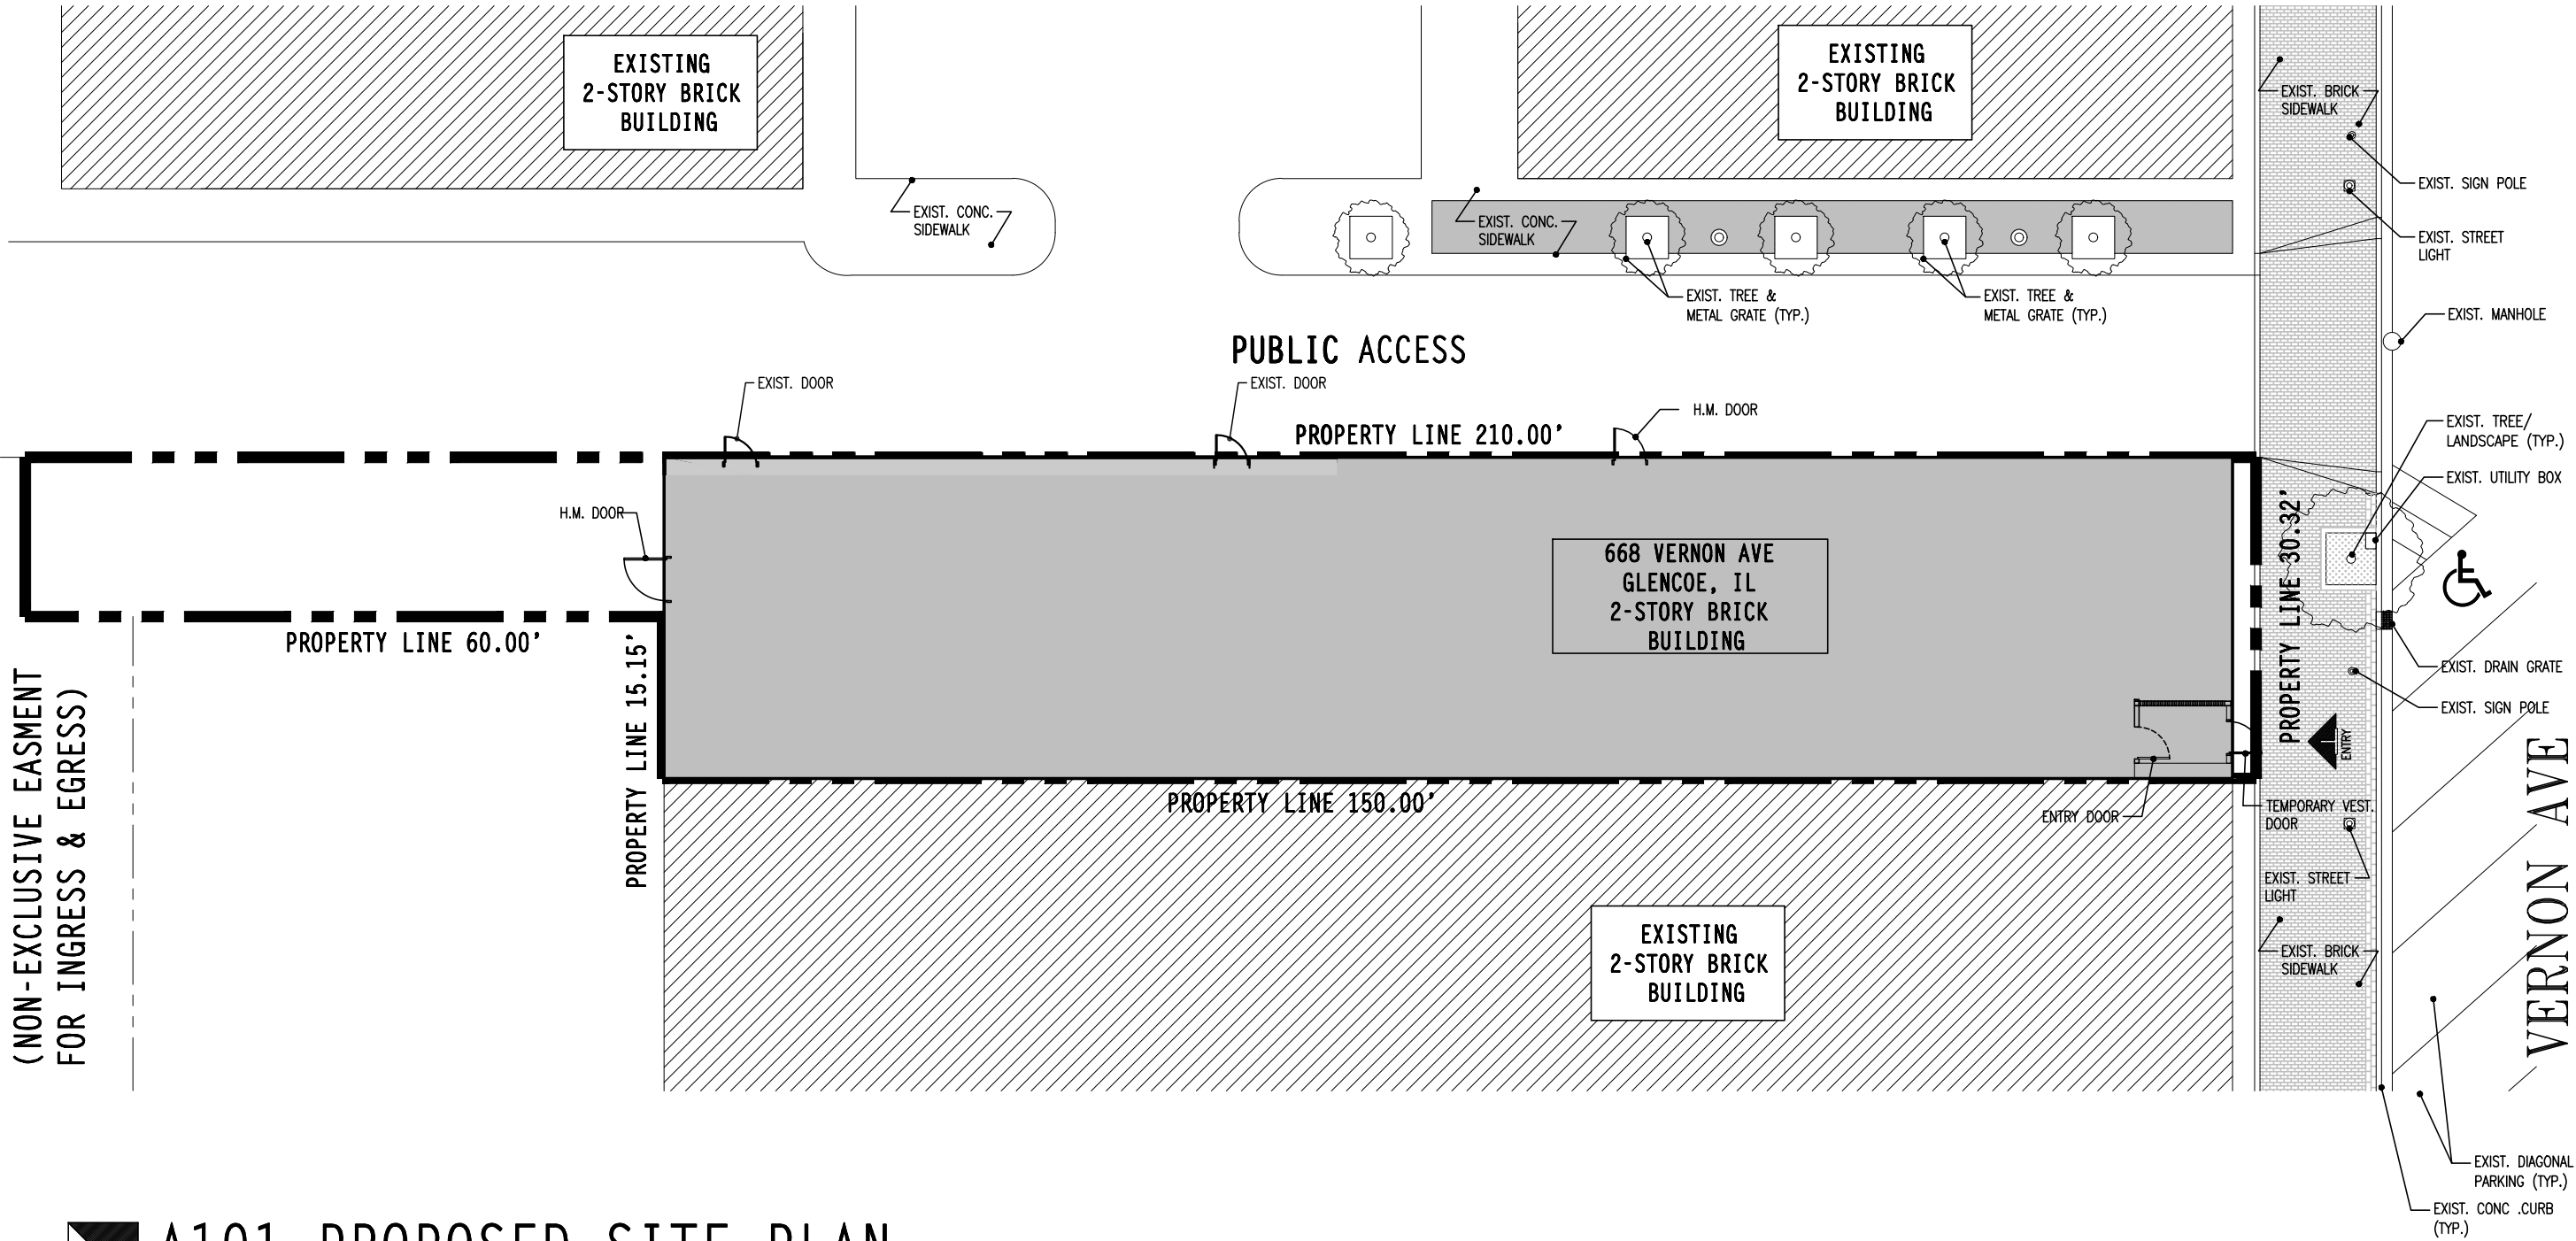 EXISTING
2-STORY BRICK
BUILDING
EXISTING
2-STORY BRICK
BUILDING
EXIST. BRICK
SIDEWALK
EXIST. SIGN POLE
EXIST. STREET
LIGHT
EXIST. CONC.
SIDEWALK
EXIST. CONC.
SIDEWALK
EXIST. TREE &
METAL GRATE (TYP.)
EXIST. TREE &
METAL GRATE (TYP.)
EXIST. MANHOLE
PUBLIC ACCESS
EXIST. DOOR
EXIST. DOOR
H.M. DOOR
PROPERTY LINE 210.00'
EXIST. TREE/
LANDSCAPE (TYP.)
EXIST. UTILITY BOX
H.M. DOOR
668 VERNON AVE
GLENCOE, IL
2-STORY BRICK
BUILDING
PROPERTY LINE 30.32'
PROPERTY LINE 60.00'
PROPERTY LINE 15.15'
EXIST. DRAIN GRATE
EXIST. SIGN POLE
ENTRY
(NON-EXCLUSIVE EASMENT
FOR INGRESS & EGRESS)
PROPERTY LINE 150.00'
ENTRY DOOR
TEMPORARY VEST.
DOOR
EXIST. STREET
LIGHT
VERNON AVE
EXISTING
2-STORY BRICK
BUILDING
EXIST. BRICK
SIDEWALK
EXIST. DIAGONAL
PARKING (TYP.)
EXIST. CONC .CURB
(TYP.)
A101 PROPOSED SITE PLAN